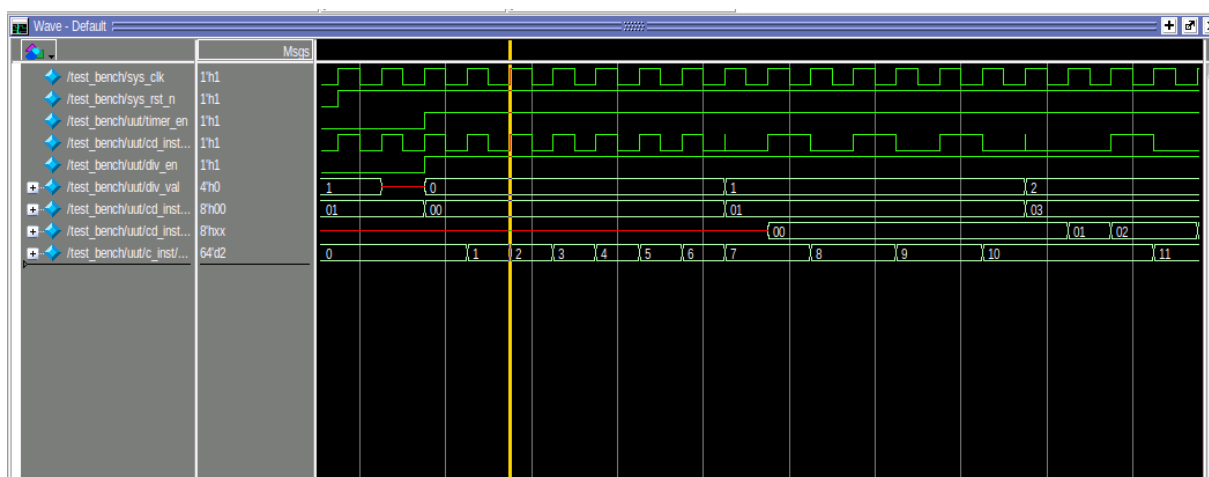 Wave - Default
Msgs
/test_bench/sys_clk 1'h1
/test_bench/sys_rst_n 1'h1
/test_bench/uut/timer_en 1'h1
/test_bench/uut/cd_inst... 1'h1
/test_bench/uut/div_en 1'h1
/test_bench/uut/div_val 4'h0 1 0 1 2
/test_bench/uut/cd_inst... 8'h00 01 00 01 03
/test_bench/uut/cd_inst... 8'hxx 00 01 02
/test_bench/uut/c_inst/... 64'd2 0 1 2 3 4 5 6 7 8 9 10 11